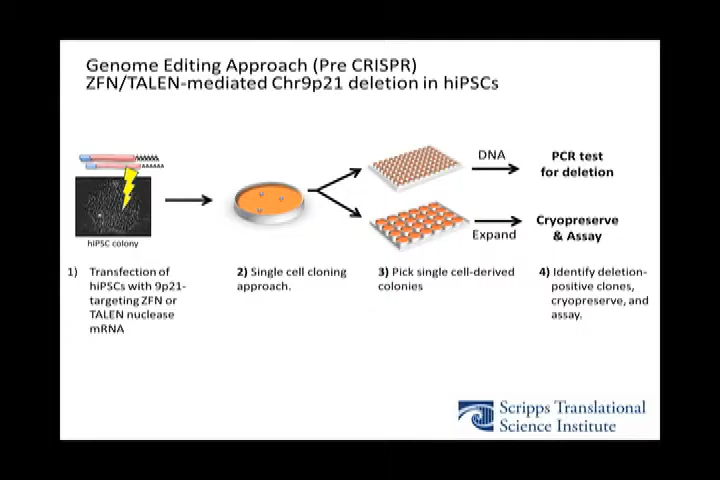 Genome Editing Approach (Pre CRISPR)
ZFN/TALEN-mediated Chr9p21 deletion in hiPSCs
hiPSC colony
DNA
PCR test
for deletion
Expand
Cryopreserve
& Assay
1) Transfection of
hiPSCs with 9p21-
targeting ZFN or
TALEN nuclease
mRNA
2) Single cell cloning
approach.
3) Pick single cell-derived
colonies
4) Identify deletion-
positive clones,
cryopreserve, and
assay.
Scripps Translational
Science Institute